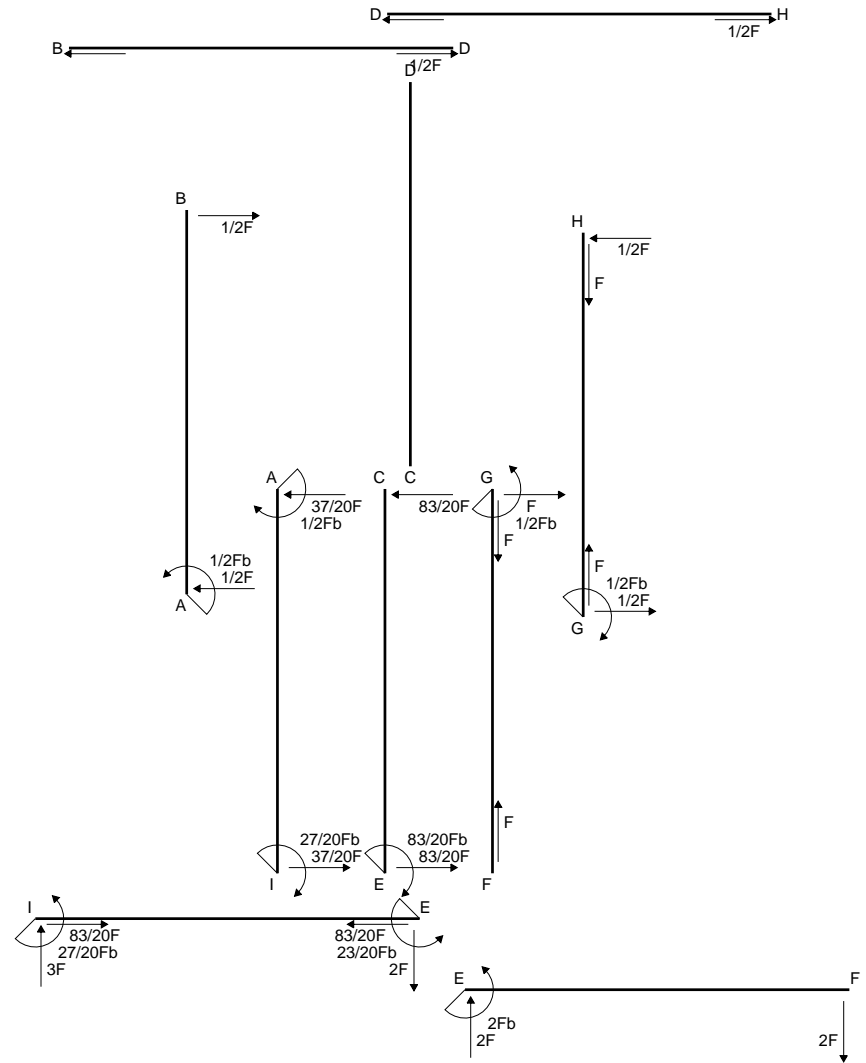 D H
1/2F
B D
1/2F
D
B
1/2F
H
1/2F
F
A
37/20F
1/2Fb
C C
83/20F
G
F
1/2Fb
F
1/2Fb
1/2F
A
F
1/2Fb
1/2F
G
27/20Fb
37/20F
I
83/20Fb
83/20F
E
F
F
I E
83/20F
27/20Fb
3F
83/20F
23/20Fb
2F
E F
2Fb
2F
2F